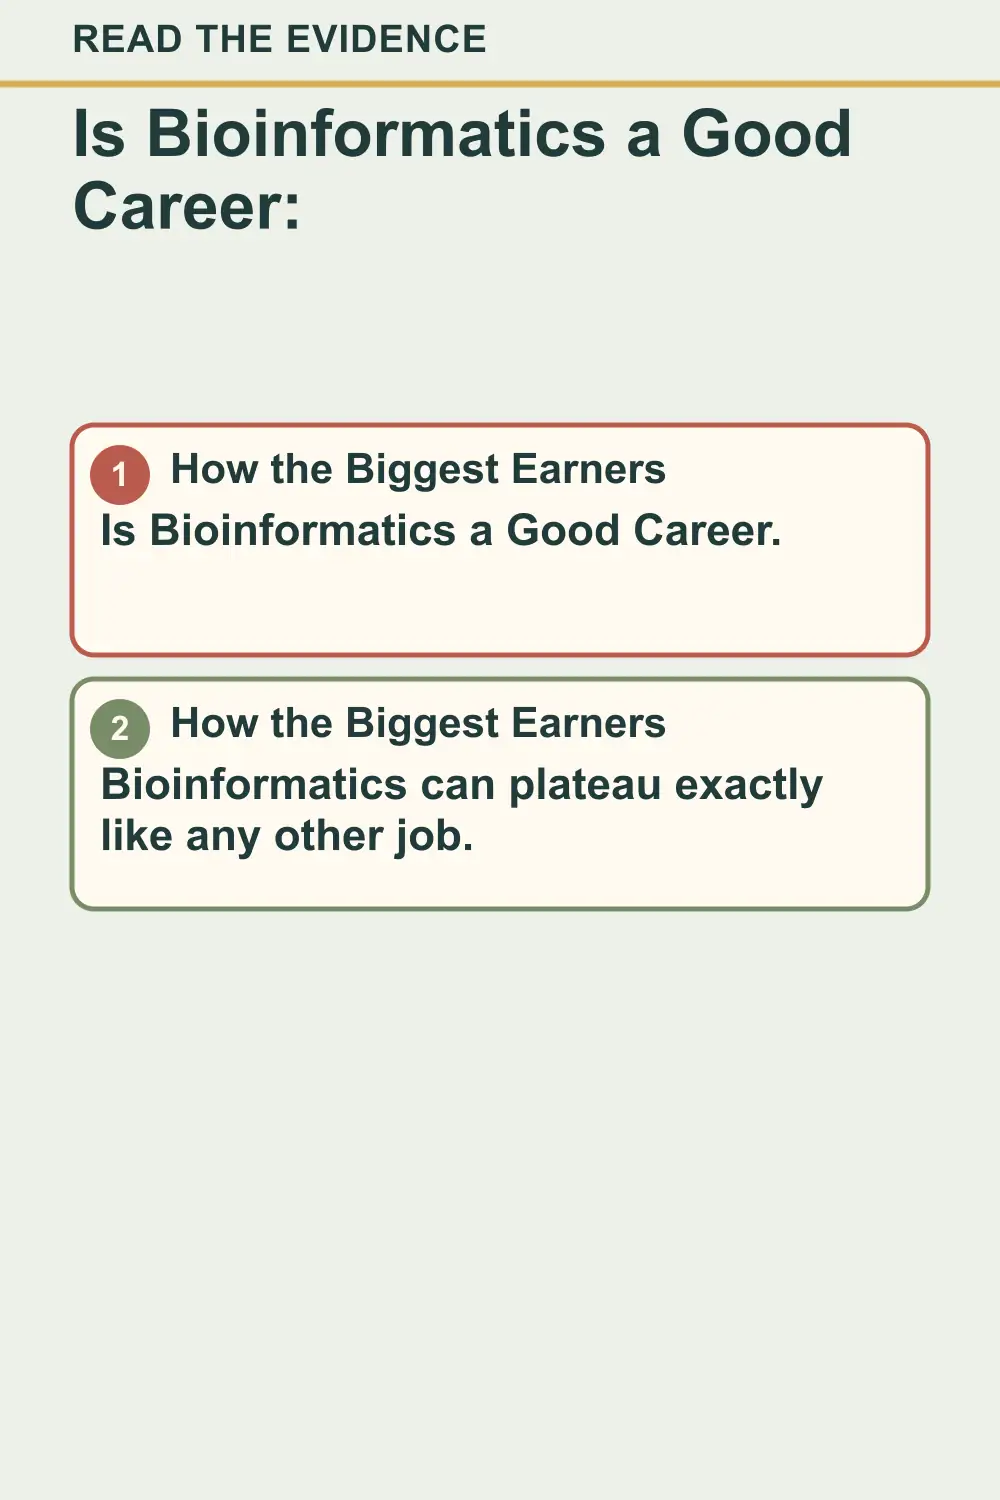 READ THE EVIDENCE
Is Bioinformatics a Good
Career:
1 How the Biggest Earners
Is Bioinformatics a Good Career.
2 How the Biggest Earners
Bioinformatics can plateau exactly
like any other job.